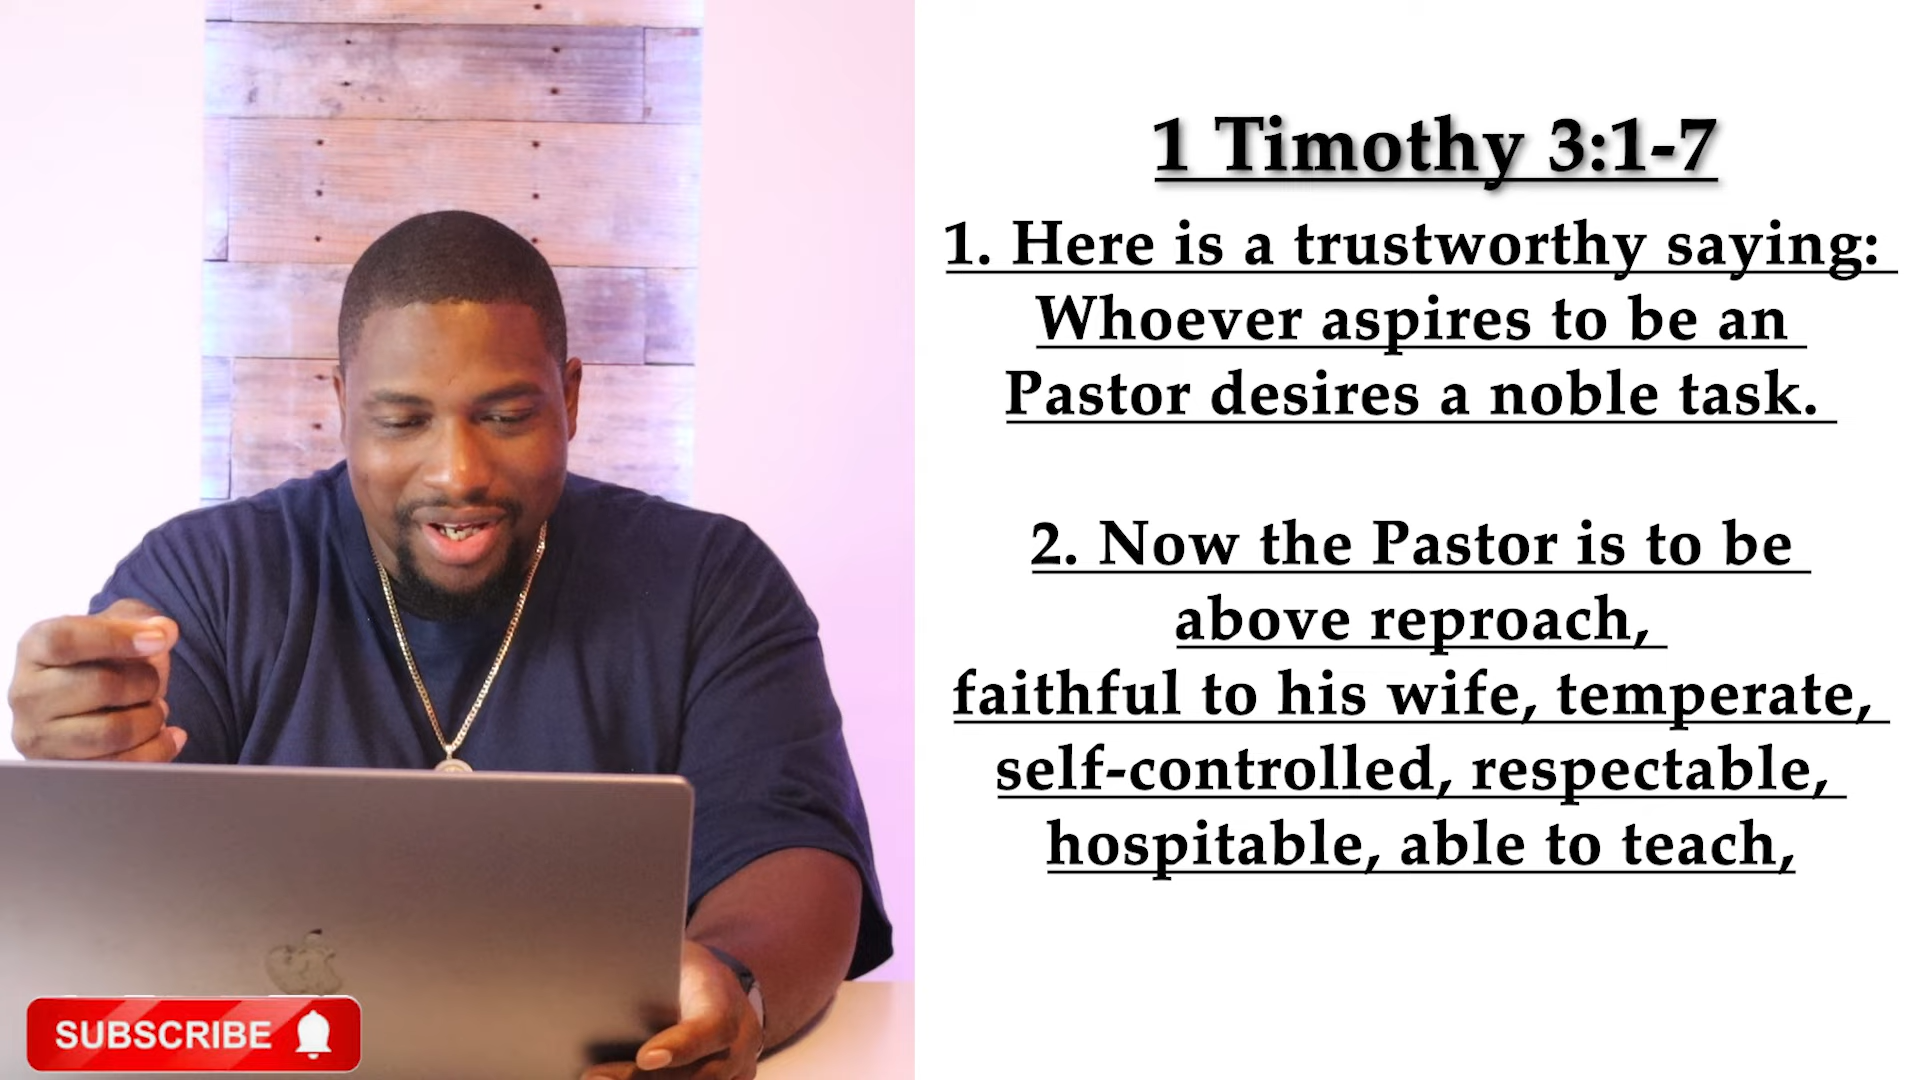 1 Timothy 3:1-7
1. Here is a trustworthy saying:
Whoever aspires to be an
Pastor desires a noble task.
2. Now the Pastor is to be
above reproach,
faithful to his wife, temperate,
self-controlled, respectable,
hospitable, able to teach,
SUBSCRIBE